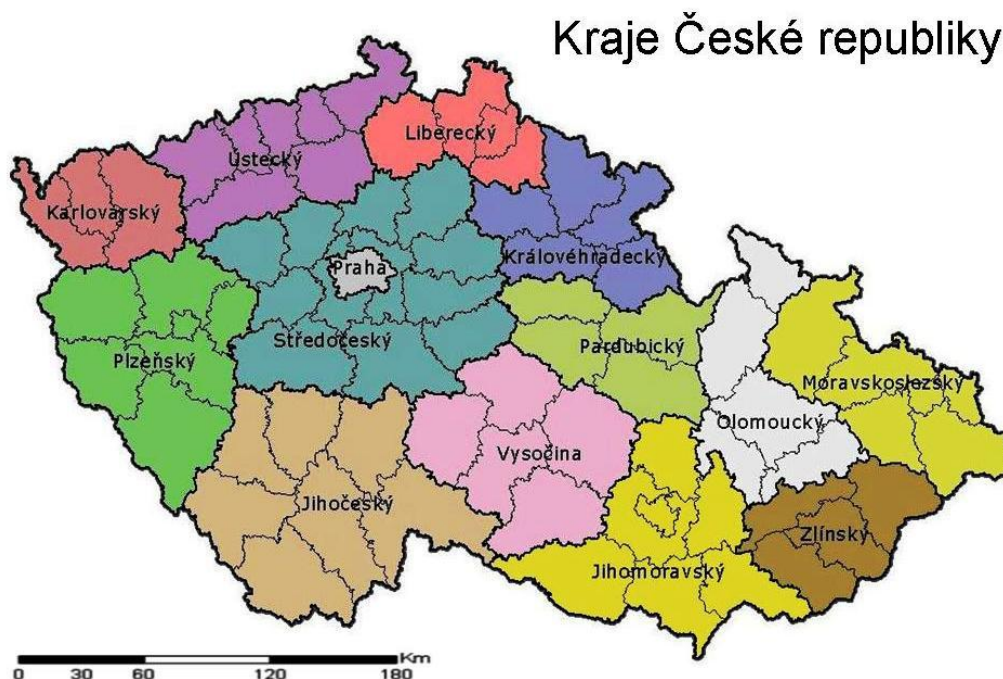 Kraje České republiky
Liberecký
Ústecký
Karlovarský
Královéhradecký
Praha
Středočeský
Pardubický
Plzeňský
Moravskoslezský
Olomoucký
Vysočina
Jihočeský
Zlínský
Jihomoravský
Km
0 30 60 120 180